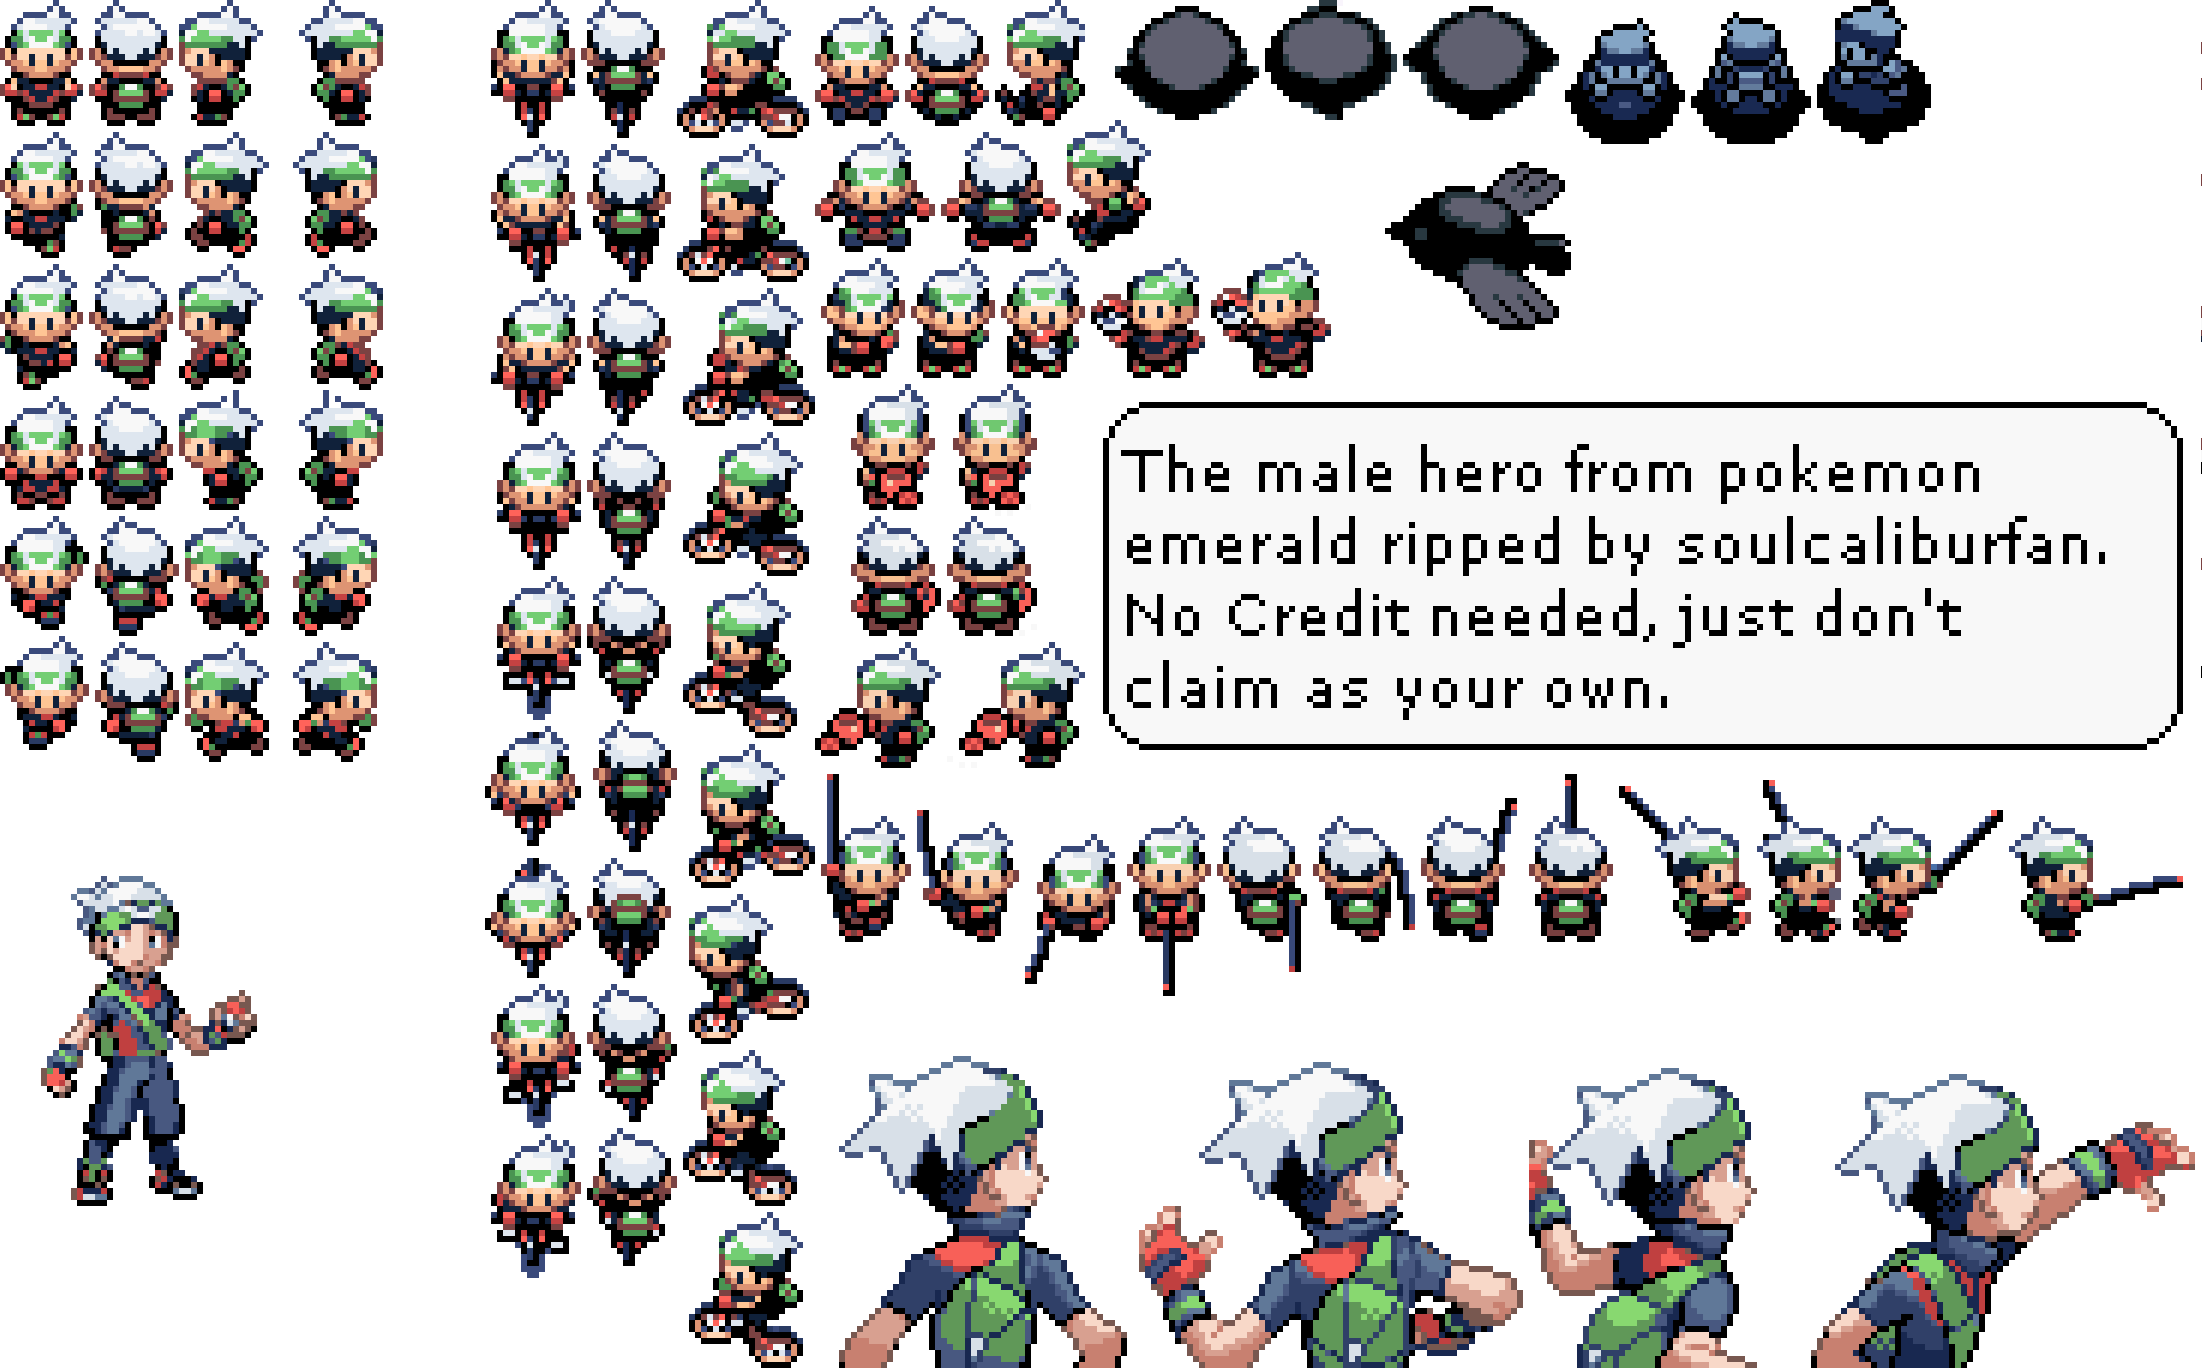 The male hero from pokemon
emerald ripped by soulcaliburfan.
No Credit needed, just don't
claim as your own.